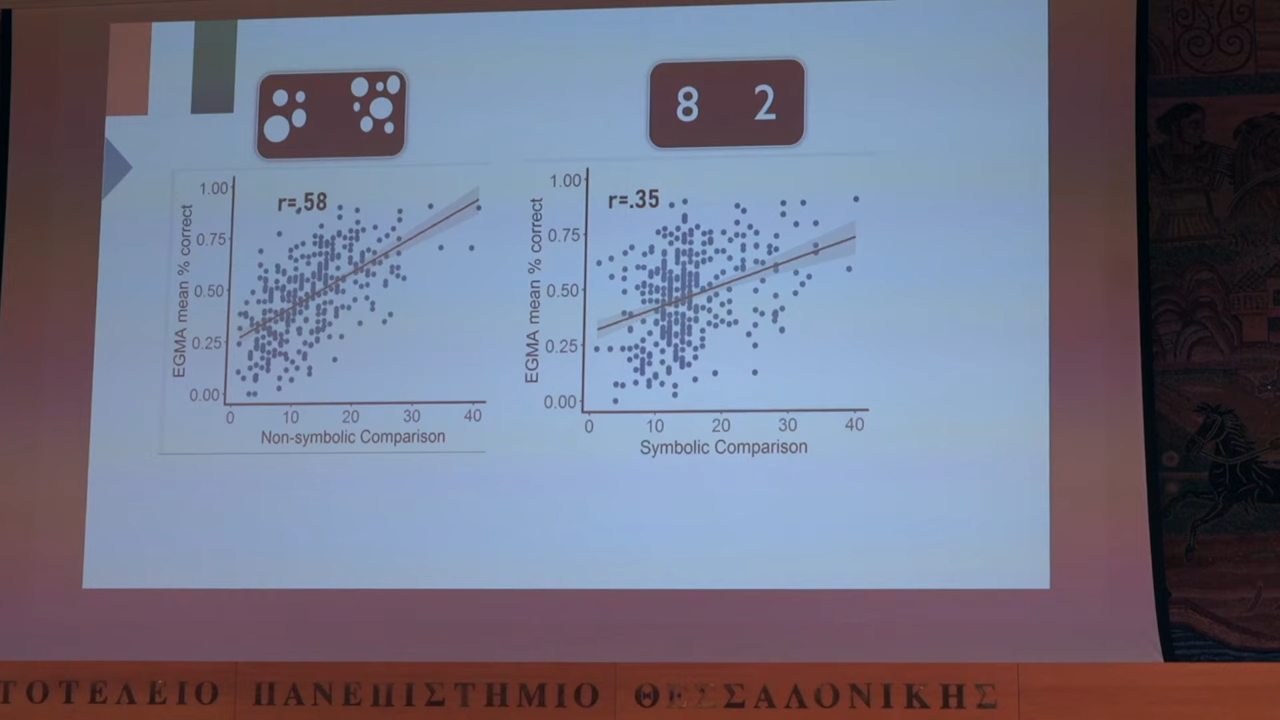 8 2
r=.58
1.00
0.75
0.50
0.25
0.00
EGMA mean % correct
0 10 20 30 40
Non-symbolic Comparison
r=.35
1.00
0.75
0.50
0.25
0.00
EGMA mean % correct
0 10 20 30 40
Symbolic Comparison
ΤΟΤΕΛΕΙΟ ΠΑΝΕΠΙΣΤΗΜΙΟ ΘΕΣΣΑΛΟΝΙΚΗΣ